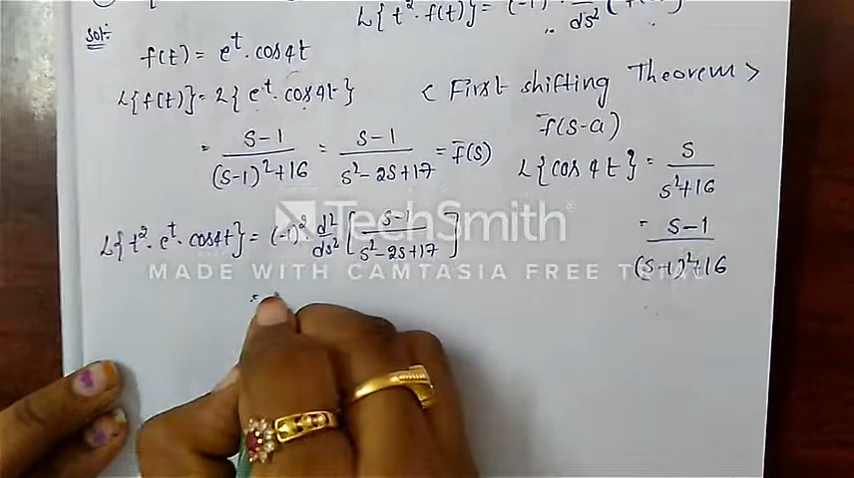 L{t². f(t)} = (-1)² d²/ds² (f(s))
Sol:
f(t) = e^t. cos4t
L{f(t)} = L{e^t. cos4t} < First shifting Theorem >
f̄(s-a)
= s-1/(s-1)²+16 = s-1/s²-2s+17 = f̄(s)
L{cos 4t} = s/s²+16
= s-1/(s-1)²+16
L{t². e^t. cos4t} = (-1)² d²/ds² [s-1/s²-2s+17]
=
TechSmith
MADE WITH CAMTASIA FREE